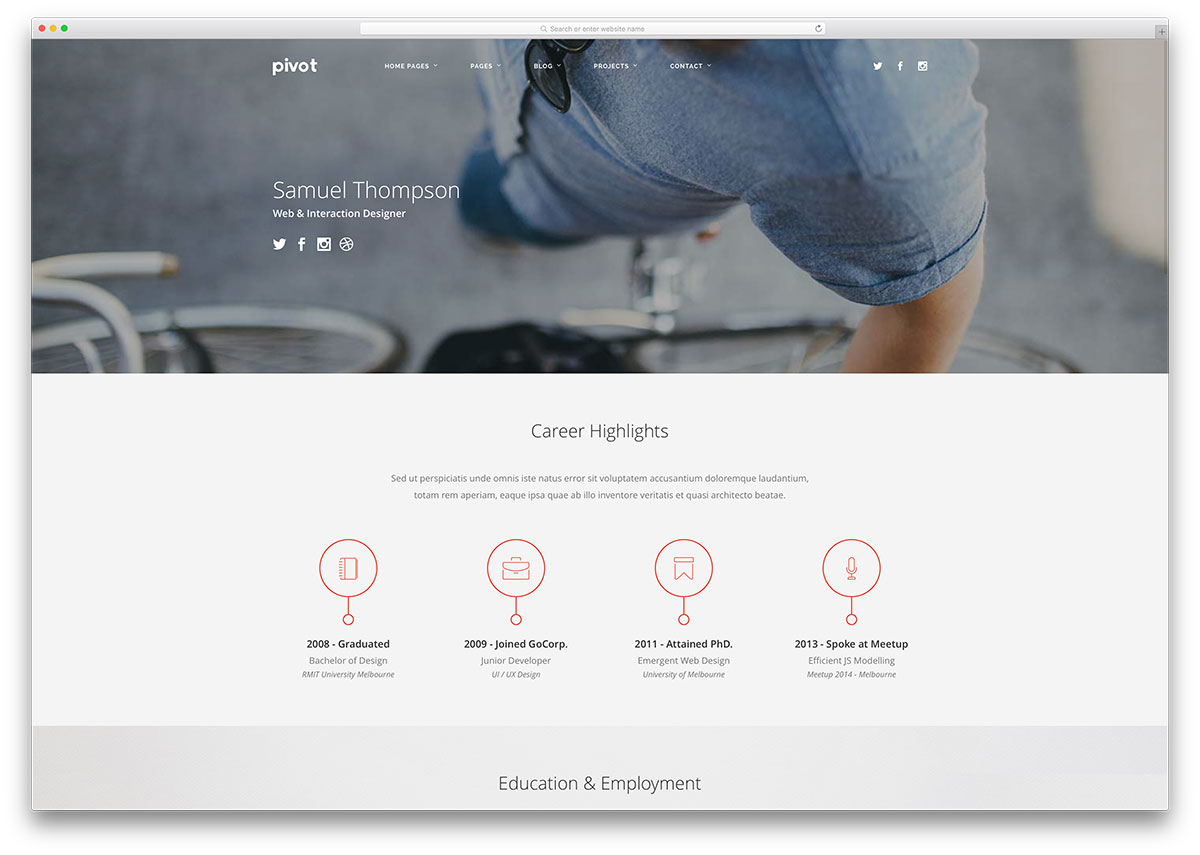 Search or enter website name
pivot
HOME PAGES PAGES BLOG PROJECTS CONTACT
Samuel Thompson
Web & Interaction Designer
Career Highlights
Sed ut perspiciatis unde omnis iste natus error sit voluptatem accusantium doloremque laudantium,
totam rem aperiam, eaque ipsa quae ab illo inventore veritatis et quasi architecto beatae.
2008 - Graduated
Bachelor of Design
RMIT University Melbourne
2009 - Joined GoCorp.
Junior Developer
UI / UX Design
2011 - Attained PhD.
Emergent Web Design
University of Melbourne
2013 - Spoke at Meetup
Efficient JS Modelling
Meetup 2014 - Melbourne
Education & Employment